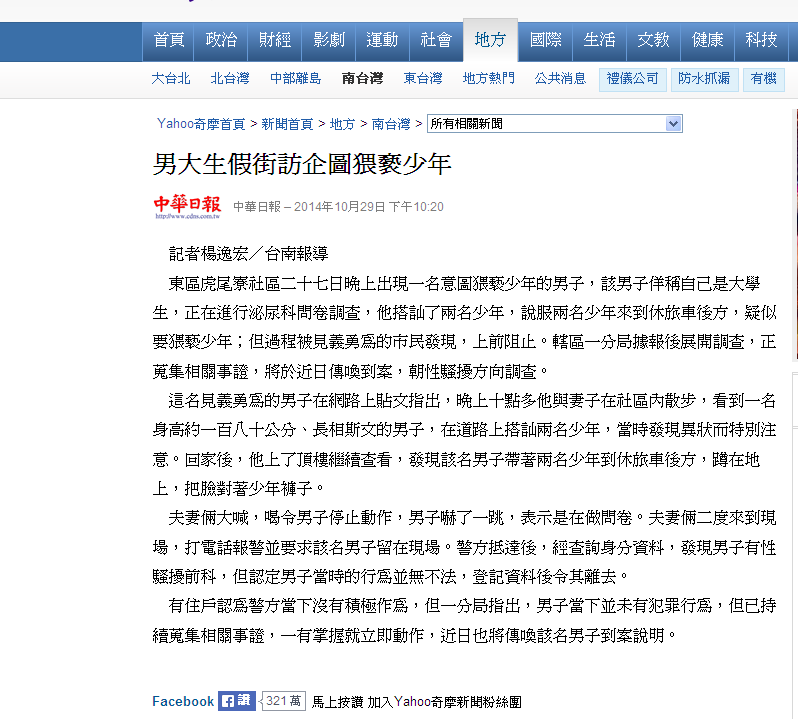 首頁 政治 財經 影劇 運動 社會 地方 國際 生活 文教 健康 科技
大台北 北台灣 中部離島 南台灣 東台灣 地方熱門 公共消息 禮儀公司 防水抓漏 有機
Yahoo奇摩首頁 > 新聞首頁 > 地方 > 南台灣 > 所有相關新聞
男大生假街訪企圖猥褻少年
中華日報 http://www.cdns.com.tw 中華日報 – 2014年10月29日 下午10:20
記者楊逸宏╱台南報導
東區虎尾寮社區二十七日晚上出現一名意圖猥褻少年的男子，該男子佯稱自己是大學
生，正在進行泌尿科問卷調查，他搭訕了兩名少年，說服兩名少年來到休旅車後方，疑似
要猥褻少年；但過程被見義勇為的市民發現，上前阻止。轄區一分局據報後展開調查，正
蒐集相關事證，將於近日傳喚到案，朝性騷擾方向調查。
這名見義勇為的男子在網路上貼文指出，晚上十點多他與妻子在社區內散步，看到一名
身高約一百八十公分、長相斯文的男子，在道路上搭訕兩名少年，當時發現異狀而特別注
意。回家後，他上了頂樓繼續查看，發現該名男子帶著兩名少年到休旅車後方，蹲在地
上，把臉對著少年褲子。
夫妻倆大喊，喝令男子停止動作，男子嚇了一跳，表示是在做問卷。夫妻倆二度來到現
場，打電話報警並要求該名男子留在現場。警方抵達後，經查詢身分資料，發現男子有性
騷擾前科，但認定男子當時的行為並無不法，登記資料後令其離去。
有住戶認為警方當下沒有積極作為，但一分局指出，男子當下並未有犯罪行為，但已持
續蒐集相關事證，一有掌握就立即動作，近日也將傳喚該名男子到案說明。
Facebook 讚 321 萬 馬上按讚 加入Yahoo奇摩新聞粉絲團